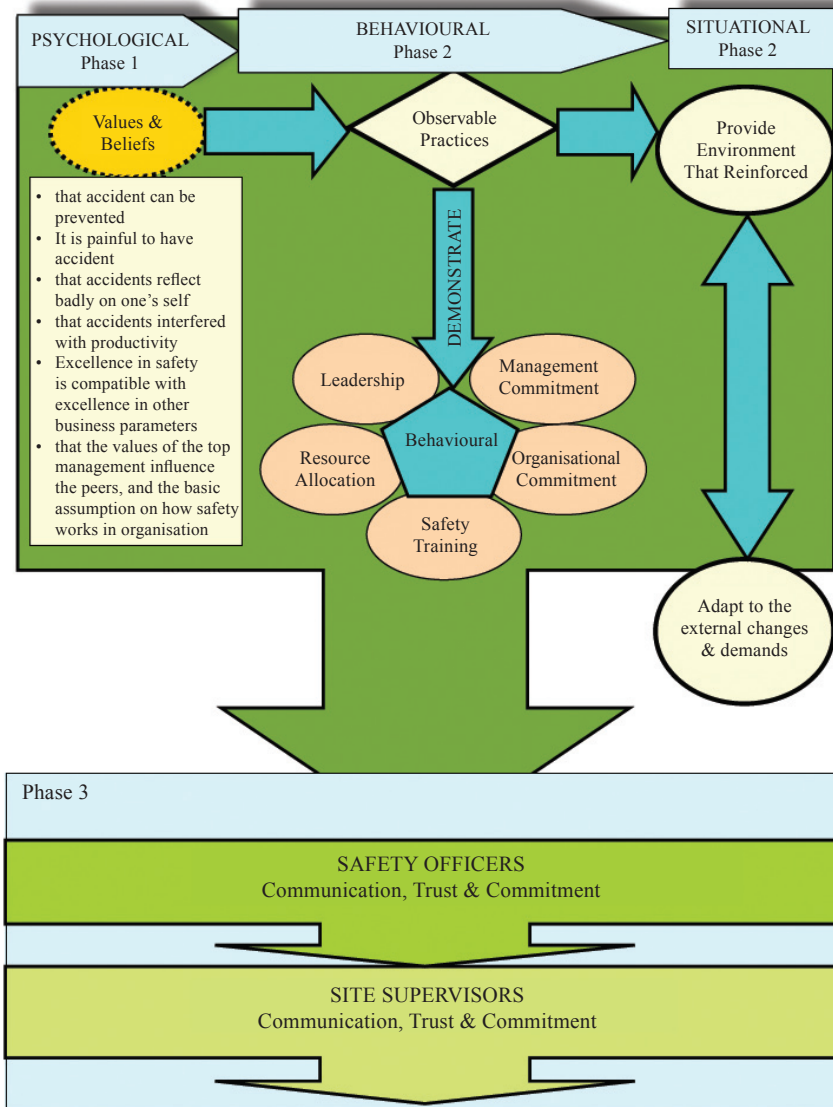 PSYCHOLOGICAL
Phase 1
BEHAVIOURAL
Phase 2
SITUATIONAL
Phase 2
Values &
Beliefs
Observable
Practices
Provide
Environment
That Reinforced
• that accident can be
prevented
• It is painful to have
accident
• that accidents reflect
badly on one's self
• that accidents interfered
with productivity
• Excellence in safety
is compatible with
excellence in other
business parameters
• that the values of the top
management influence
the peers, and the basic
assumption on how safety
works in organisation
DEMONSTRATE
Leadership
Management
Commitment
Behavioural
Resource
Allocation
Organisational
Commitment
Safety
Training
Adapt to the
external changes
& demands
Phase 3
SAFETY OFFICERS
Communication, Trust & Commitment
SITE SUPERVISORS
Communication, Trust & Commitment